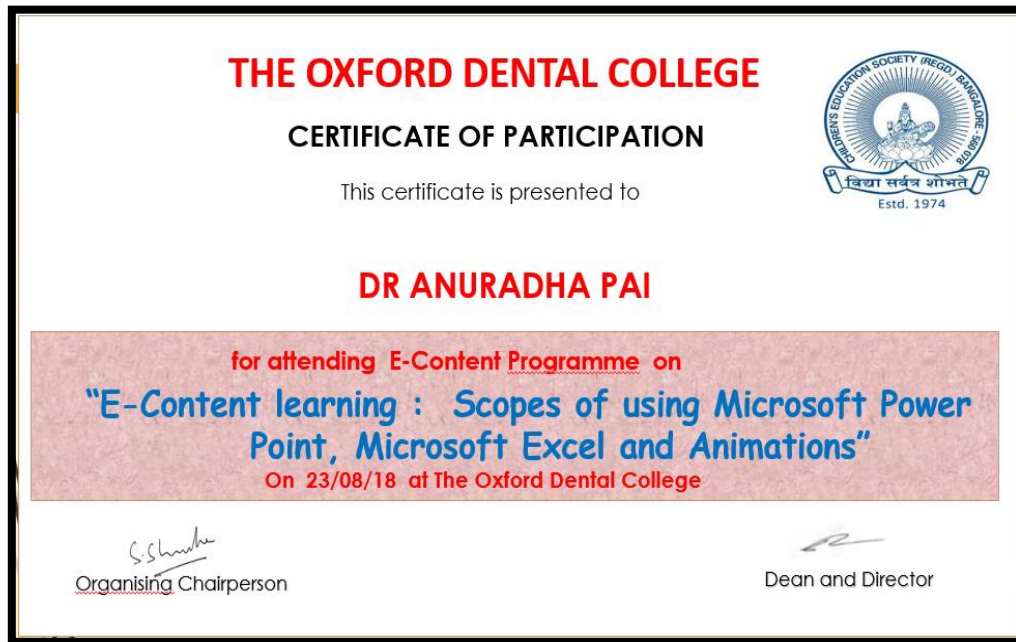 THE OXFORD DENTAL COLLEGE
CERTIFICATE OF PARTICIPATION
This certificate is presented to
CHILDREN'S EDUCATION SOCIETY (REGD.) BANGALORE - 560 078
विद्या सर्वत्र शोभते
Estd. 1974
DR ANURADHA PAI
for attending E-Content Programme on
“E-Content learning : Scopes of using Microsoft Power
Point, Microsoft Excel and Animations”
On 23/08/18 at The Oxford Dental College
Organising Chairperson
Dean and Director